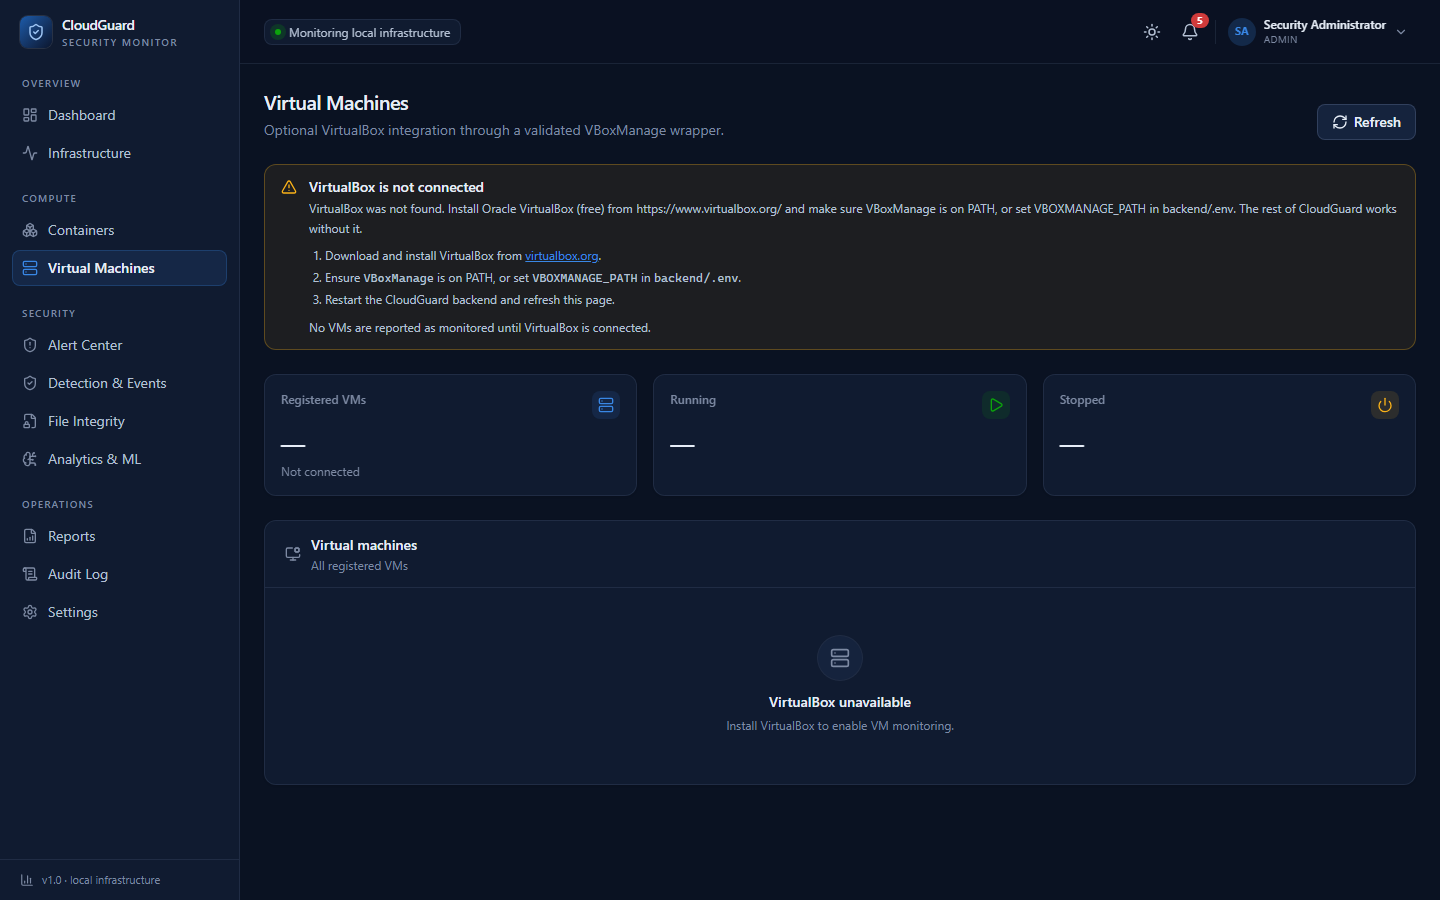 CloudGuard
SECURITY MONITOR
OVERVIEW
Dashboard
Infrastructure
COMPUTE
Containers
Virtual Machines
SECURITY
Alert Center
Detection & Events
File Integrity
Analytics & ML
OPERATIONS
Reports
Audit Log
Settings
v1.0 · local infrastructure
Monitoring local infrastructure
5
SA
Security Administrator
ADMIN
Virtual Machines
Optional VirtualBox integration through a validated VBoxManage wrapper.
Refresh
VirtualBox is not connected
VirtualBox was not found. Install Oracle VirtualBox (free) from https://www.virtualbox.org/ and make sure VBoxManage is on PATH, or set VBOXMANAGE_PATH in backend/.env. The rest of CloudGuard works
without it.
1. Download and install VirtualBox from virtualbox.org.
2. Ensure VBoxManage is on PATH, or set VBOXMANAGE_PATH in backend/.env.
3. Restart the CloudGuard backend and refresh this page.
No VMs are reported as monitored until VirtualBox is connected.
Registered VMs
—
Not connected
Running
—
Stopped
—
Virtual machines
All registered VMs
VirtualBox unavailable
Install VirtualBox to enable VM monitoring.